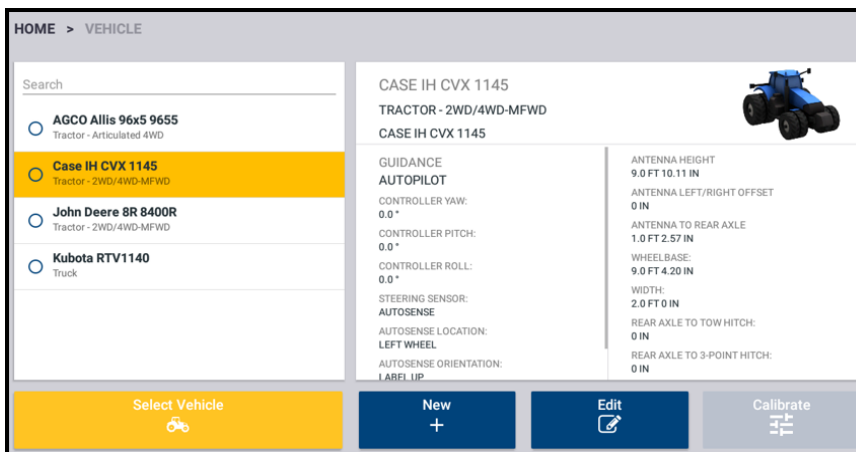 HOME > VEHICLE
Search
AGCO Allis 96x5 9655
Tractor - Articulated 4WD
Case IH CVX 1145
Tractor - 2WD/4WD-MFWD
John Deere 8R 8400R
Tractor - 2WD/4WD-MFWD
Kubota RTV1140
Truck
Select Vehicle
CASE IH CVX 1145
TRACTOR - 2WD/4WD-MFWD
CASE IH CVX 1145
GUIDANCE
AUTOPILOT
CONTROLLER YAW:
0.0 °
CONTROLLER PITCH:
0.0 °
CONTROLLER ROLL:
0.0 °
STEERING SENSOR:
AUTOSENSE
AUTOSENSE LOCATION:
LEFT WHEEL
AUTOSENSE ORIENTATION:
LABEL UP
ANTENNA HEIGHT
9.0 FT 10.11 IN
ANTENNA LEFT/RIGHT OFFSET
0 IN
ANTENNA TO REAR AXLE
1.0 FT 2.57 IN
WHEELBASE:
9.0 FT 4.20 IN
WIDTH:
2.0 FT 0 IN
REAR AXLE TO TOW HITCH:
0 IN
REAR AXLE TO 3-POINT HITCH:
0 IN
New
Edit
Calibrate